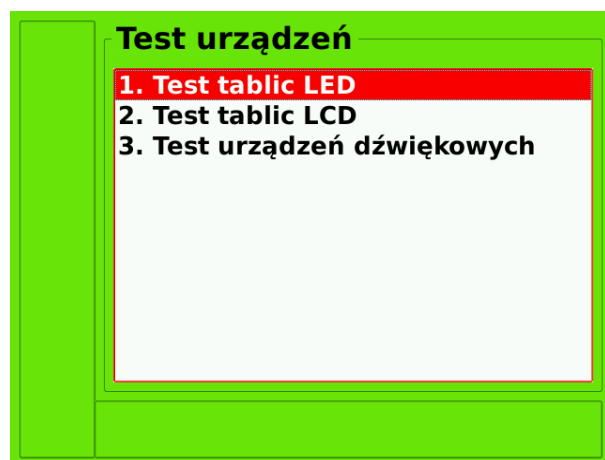 Test urządzeń
1. Test tablic LED
2. Test tablic LCD
3. Test urządzeń dźwiękowych